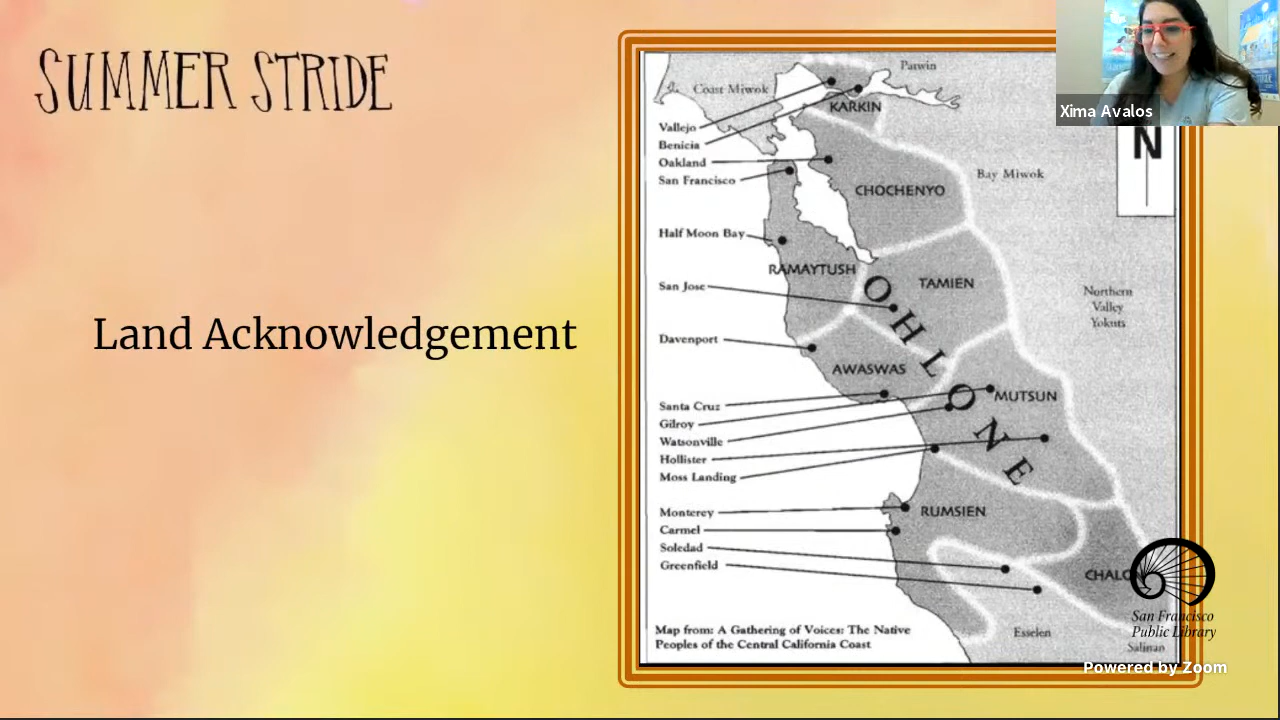 SUMMER STRIDE
Land Acknowledgement
Xima Avalos
N
Patwin
Coast Miwok
KARKIN
Vallejo
Benicia
Oakland
San Francisco
Bay Miwok
CHOCHENYO
Half Moon Bay
RAMAYTUSH
TAMIEN
San Jose
Northern
Valley
Yokuts
OHLONE
Davenport
AWASWAS
MUTSUN
Santa Cruz
Gilroy
Watsonville
Hollister
Moss Landing
Monterey
RUMSIEN
Carmel
Soledad
Greenfield
CHALO
Esselen
Salinan
Map from: A Gathering of Voices: The Native
Peoples of the Central California Coast
San Francisco
Public Library
Powered by Zoom